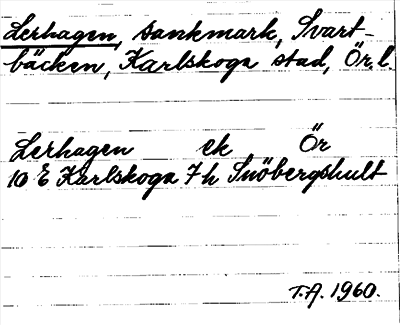 Lerhagen, sankmark, Svart-
bäcken, Karlskoga stad, Ör.l.
Lerhagen ek Ör
10 E Karlskoga 7 h Snöbergshult
T.A. 1960.